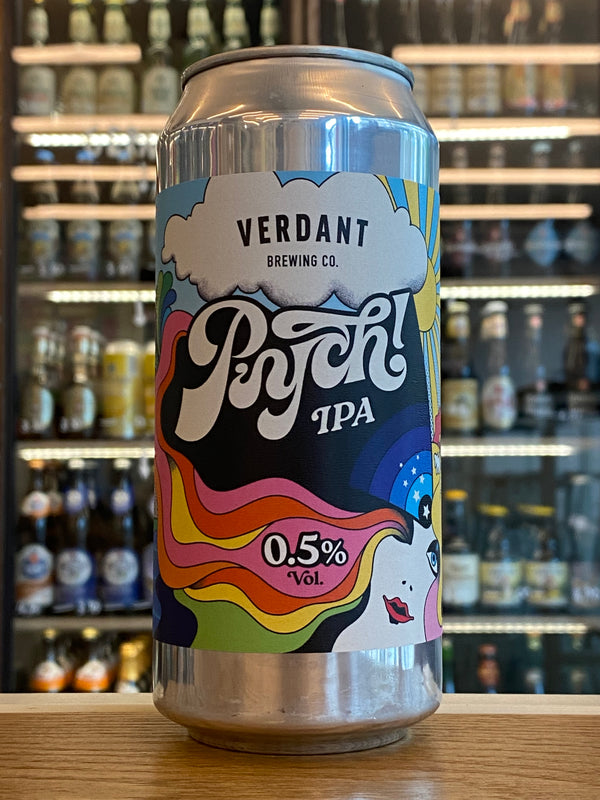 VERDANT
BREWING CO.
Psych!
IPA
0.5%
Vol.